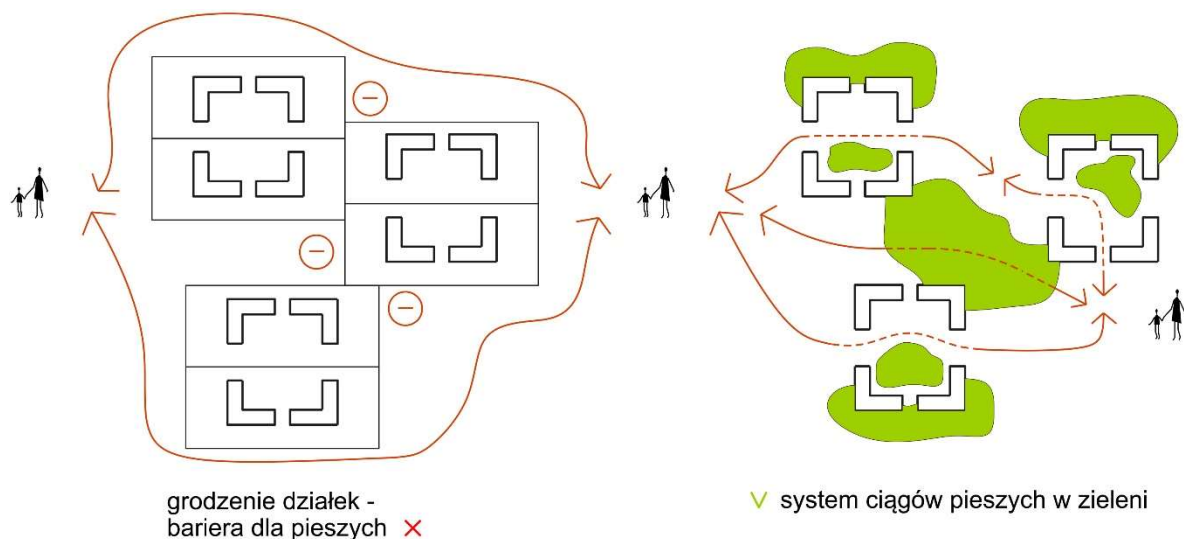 grodzenie działek -
bariera dla pieszych
system ciągów pieszych w zieleni